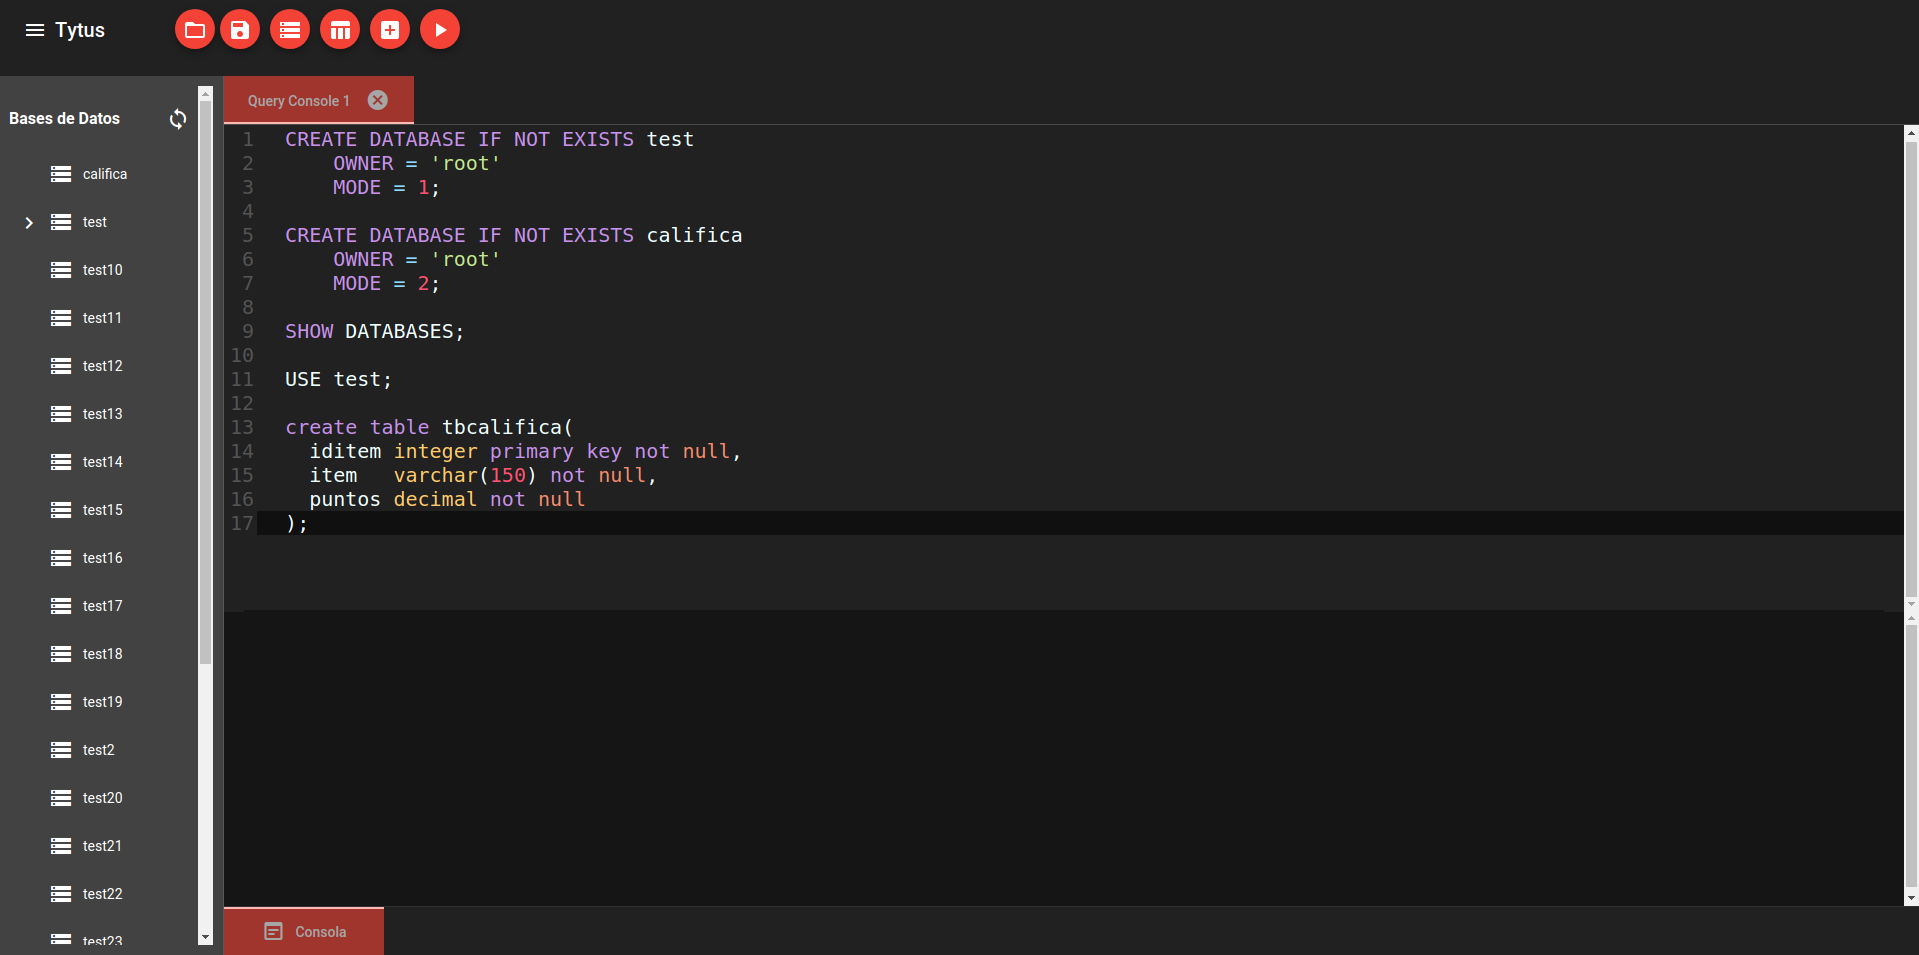 Tytus
Bases de Datos
califica
test
test10
test11
test12
test13
test14
test15
test16
test17
test18
test19
test2
test20
test21
test22
test23
Query Console 1
1 CREATE DATABASE IF NOT EXISTS test
2     OWNER = 'root'
3     MODE = 1;
4
5 CREATE DATABASE IF NOT EXISTS califica
6     OWNER = 'root'
7     MODE = 2;
8
9 SHOW DATABASES;
10
11 USE test;
12
13 create table tbcalifica(
14   iditem integer primary key not null,
15   item   varchar(150) not null,
16   puntos decimal not null
17 );
Consola